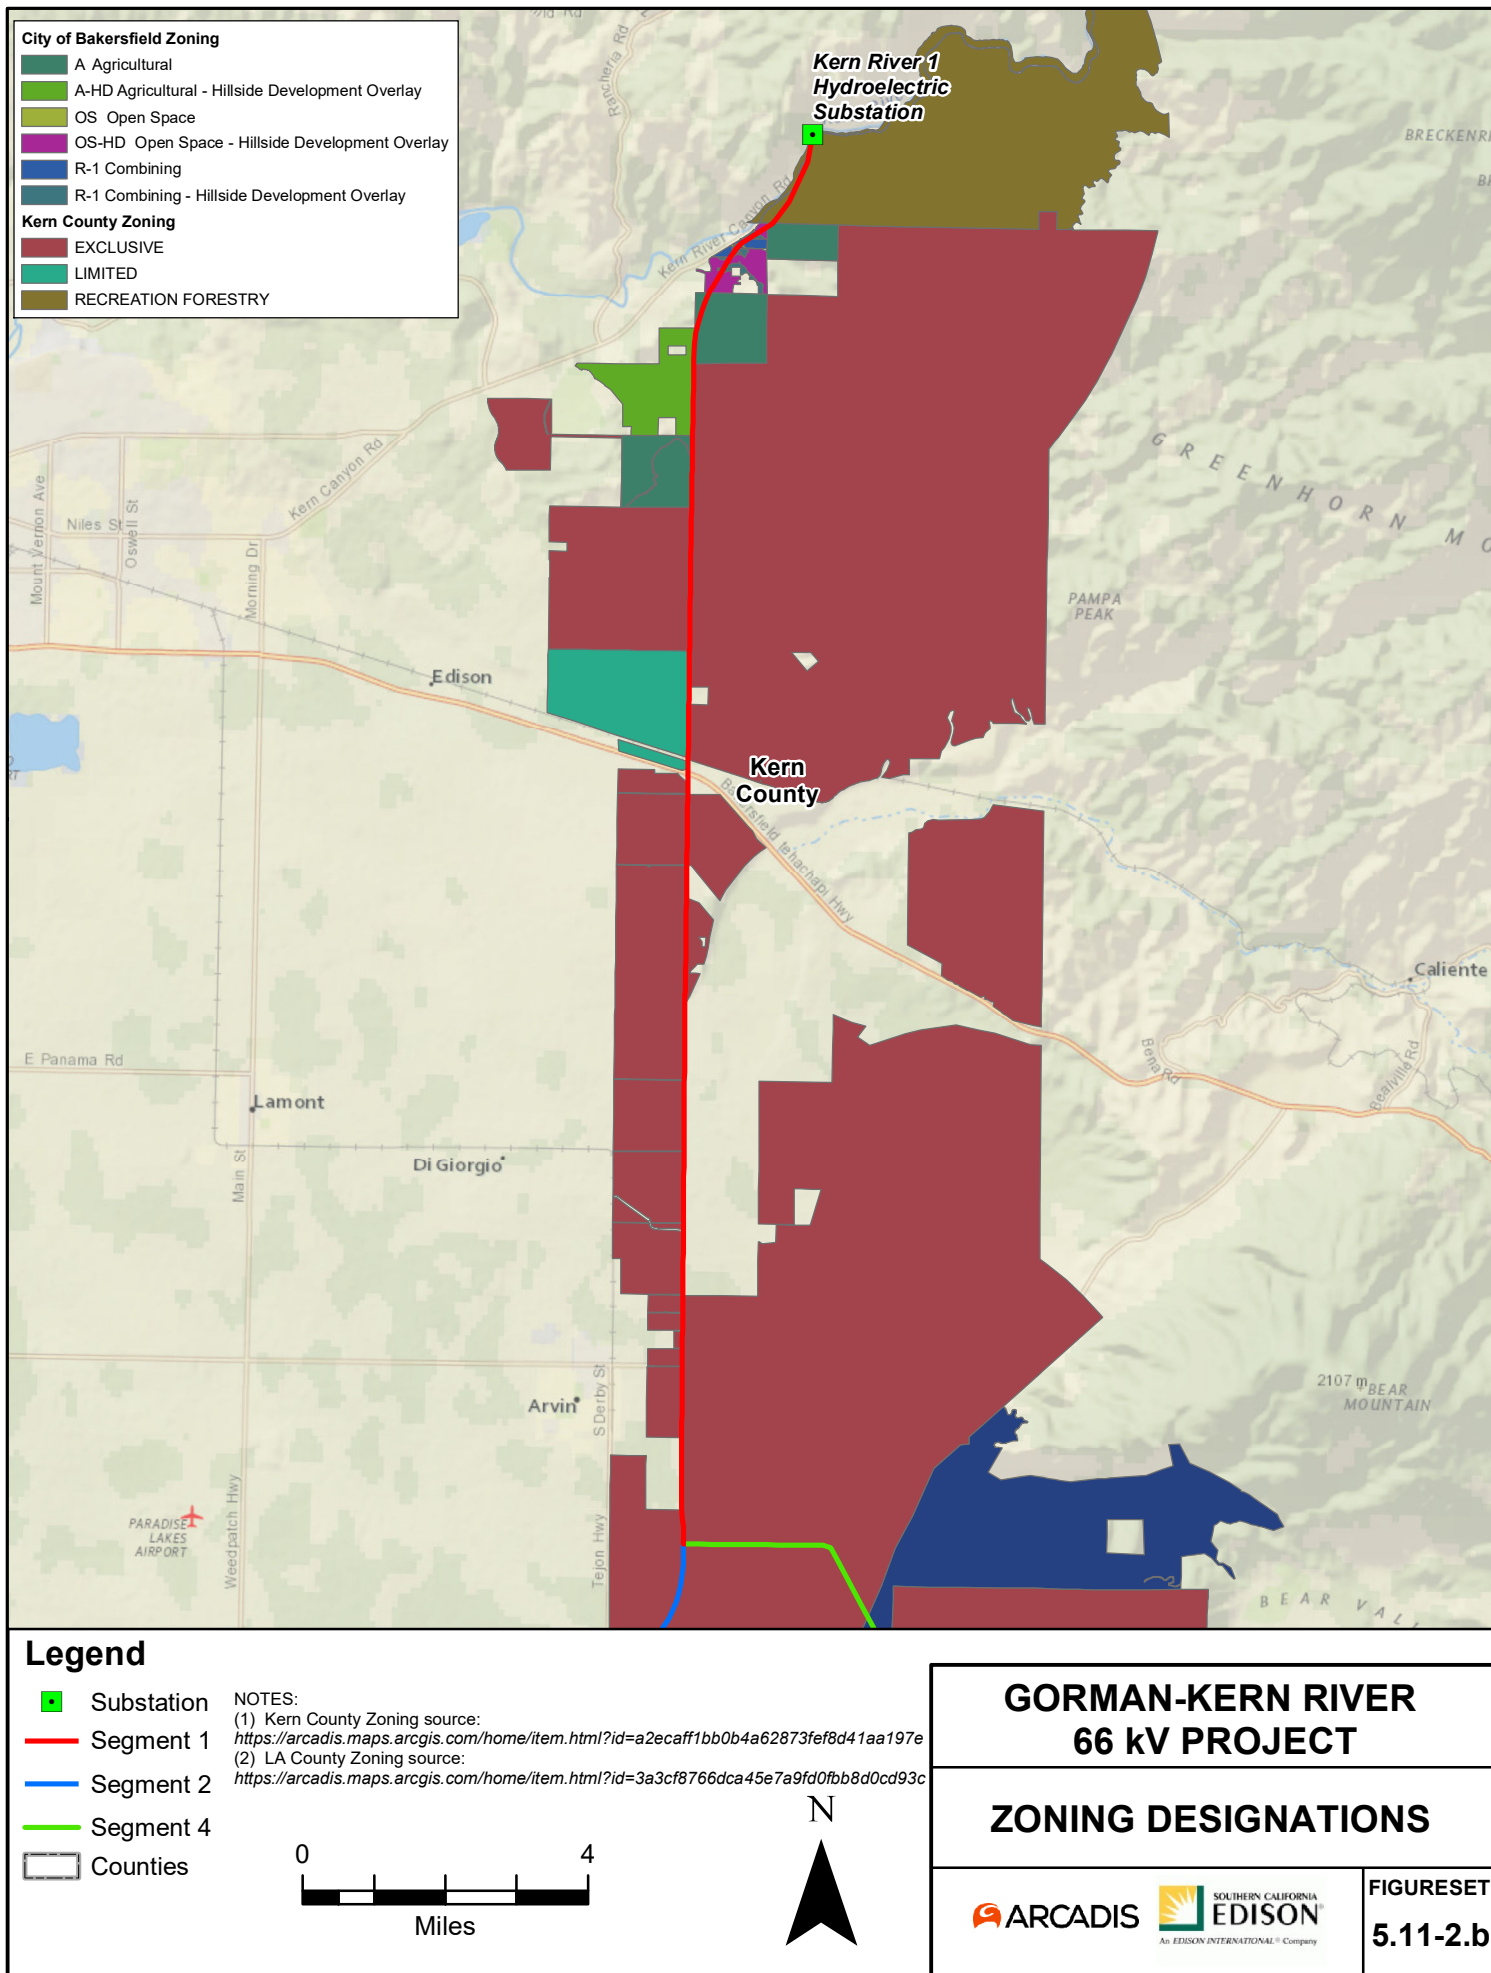 City of Bakersfield Zoning
A Agricultural
A-HD Agricultural - Hillside Development Overlay
OS Open Space
OS-HD Open Space - Hillside Development Overlay
R-1 Combining
R-1 Combining - Hillside Development Overlay
Kern County Zoning
EXCLUSIVE
LIMITED
RECREATION FORESTRY
Rancheria Rd
Kern River 1
Hydroelectric
Substation
BRECKENRI
Kern River Canyon Rd
GREENHORN MO
Kern Canyon Rd
Mount Vernon Ave
Niles St
Oswell St
Morning Dr
PAMPA
PEAK
Edison
Kern
County
Bakersfield Tehachapi Hwy
Caliente
E Panama Rd
Bena Rd
Bealville Rd
Lamont
Di Giorgio
Main St
2107 m
BEAR
MOUNTAIN
Arvin
S Derby St
PARADISE
LAKES
AIRPORT
Weedpatch Hwy
Tejon Hwy
BEAR VALL
Legend
Substation
Segment 1
Segment 2
Segment 4
Counties
NOTES:
(1) Kern County Zoning source:
https://arcadis.maps.arcgis.com/home/item.html?id=a2ecaff1bb0b4a62873fef8d41aa197e
(2) LA County Zoning source:
https://arcadis.maps.arcgis.com/home/item.html?id=3a3cf8766dca45e7a9fd0fbb8d0cd93c
0 4
Miles
N
GORMAN-KERN RIVER
66 kV PROJECT
ZONING DESIGNATIONS
ARCADIS
SOUTHERN CALIFORNIA
EDISON®
An EDISON INTERNATIONAL® Company
FIGURESET
5.11-2.b